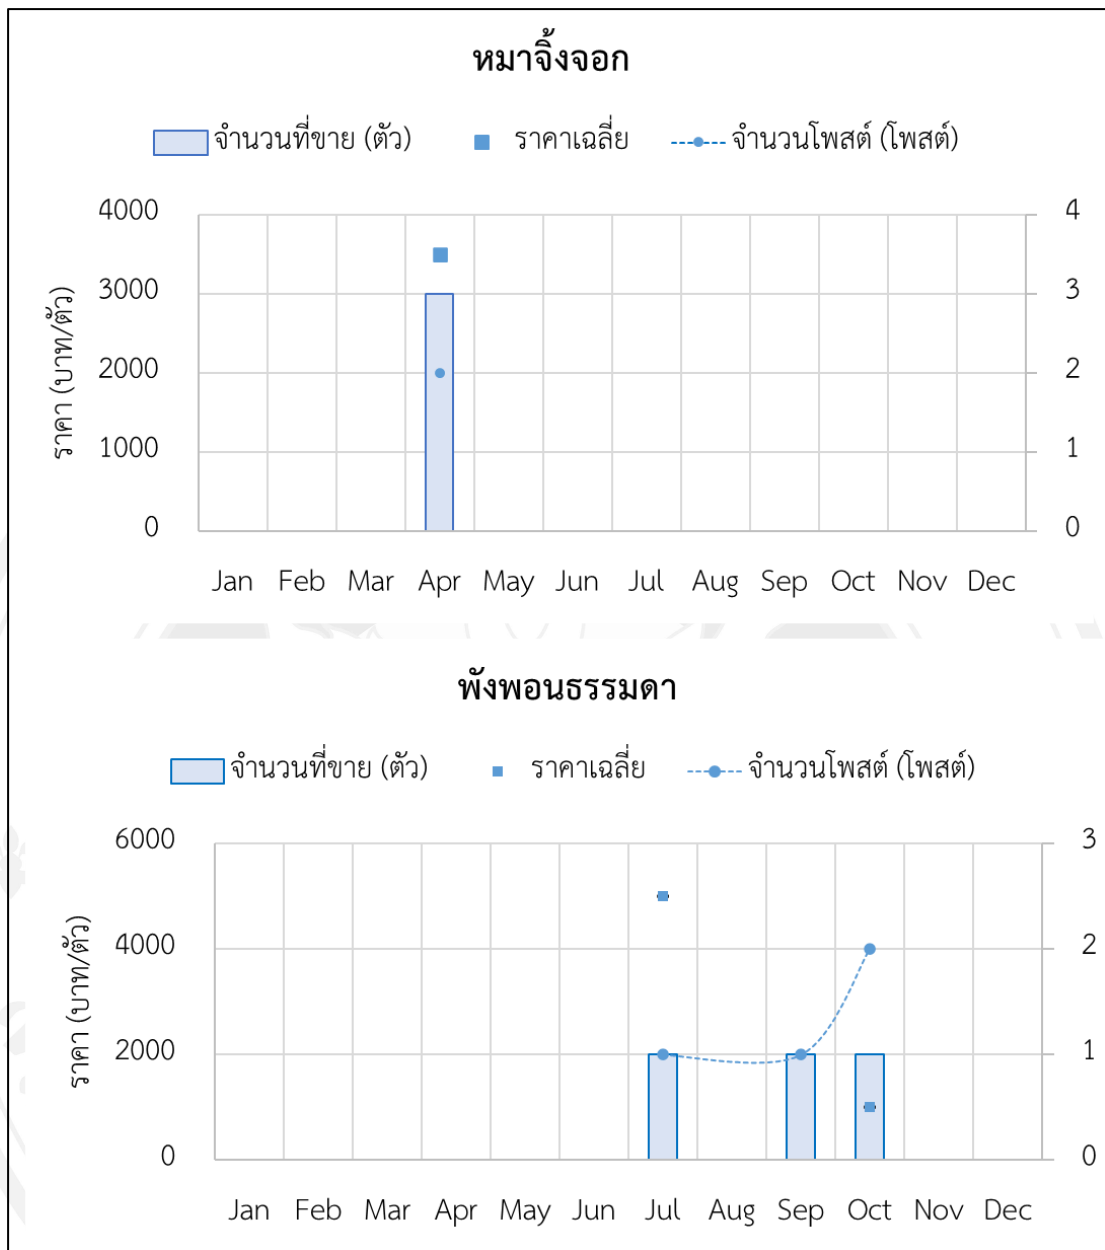 หมาจิ้งจอก
จำนวนที่ขาย (ตัว) ราคาเฉลี่ย จำนวนโพสต์ (โพสต์)
ราคา (บาท/ตัว)
4000 4
3000 3
2000 2
1000 1
0 0
Jan Feb Mar Apr May Jun Jul Aug Sep Oct Nov Dec
พังพอนธรรมดา
จำนวนที่ขาย (ตัว) ราคาเฉลี่ย จำนวนโพสต์ (โพสต์)
ราคา (บาท/ตัว)
6000 3
4000 2
2000 1
0 0
Jan Feb Mar Apr May Jun Jul Aug Sep Oct Nov Dec